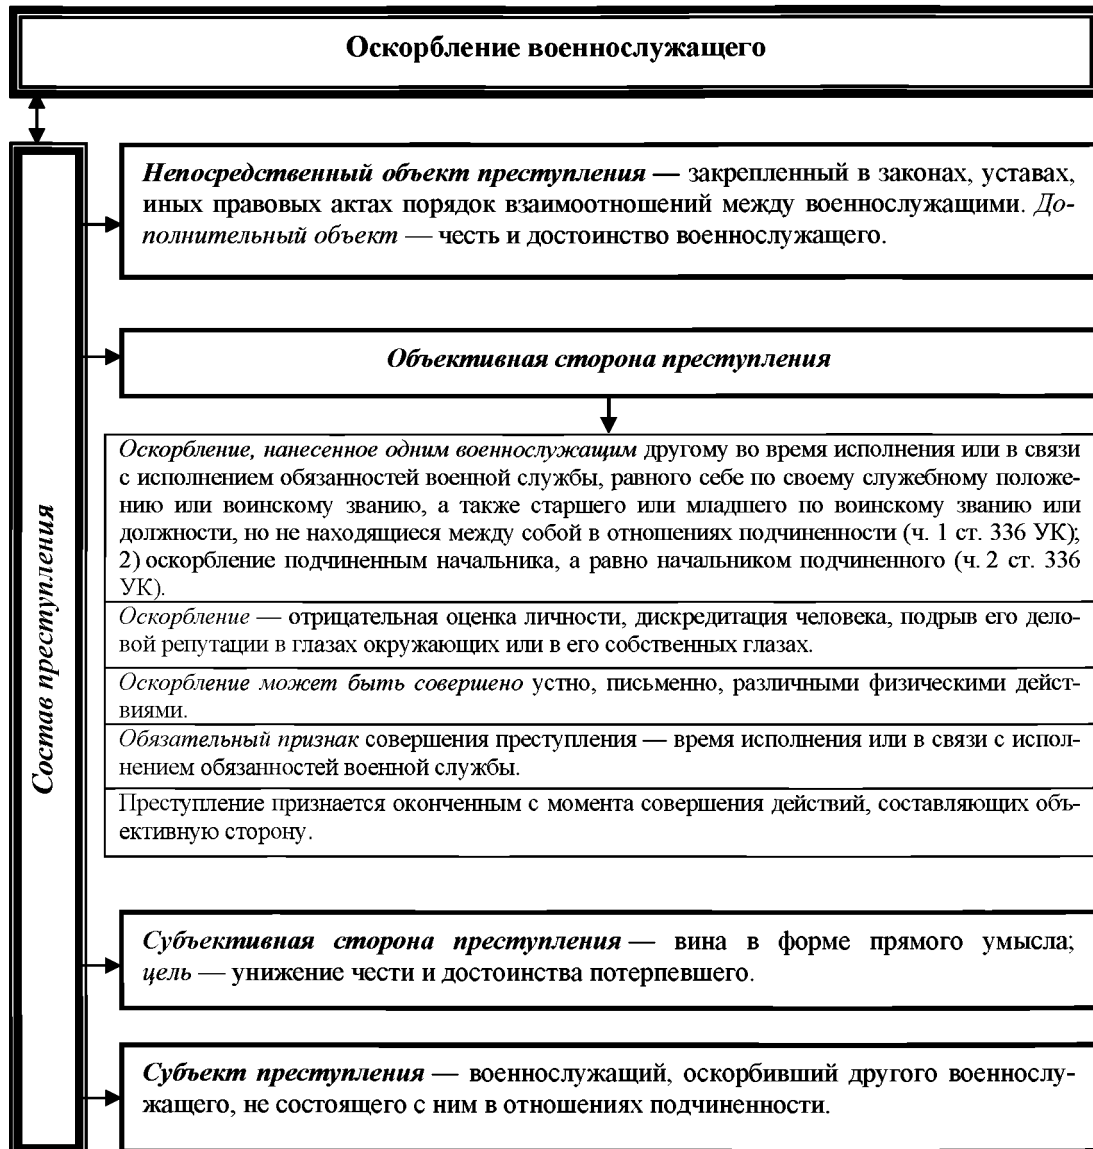 Оскорбление военнослужащего
Состав преступления
Непосредственный объект преступления — закрепленный в законах, уставах,
иных правовых актах порядок взаимоотношений между военнослужащими. До-
полнительный объект — честь и достоинство военнослужащего.
Объективная сторона преступления
Оскорбление, нанесенное одним военнослужащим другому во время исполнения или в связи
с исполнением обязанностей военной службы, равного себе по своему служебному положе-
нию или воинскому званию, а также старшего или младшего по воинскому званию или
должности, но не находящиеся между собой в отношениях подчиненности (ч. 1 ст. 336 УК);
2) оскорбление подчиненным начальника, а равно начальником подчиненного (ч. 2 ст. 336
УК).
Оскорбление — отрицательная оценка личности, дискредитация человека, подрыв его дело-
вой репутации в глазах окружающих или в его собственных глазах.
Оскорбление может быть совершено устно, письменно, различными физическими дейст-
виями.
Обязательный признак совершения преступления — время исполнения или в связи с испол-
нением обязанностей военной службы.
Преступление признается оконченным с момента совершения действий, составляющих объ-
ективную сторону.
Субъективная сторона преступления — вина в форме прямого умысла;
цель — унижение чести и достоинства потерпевшего.
Субъект преступления — военнослужащий, оскорбивший другого военнослу-
жащего, не состоящего с ним в отношениях подчиненности.